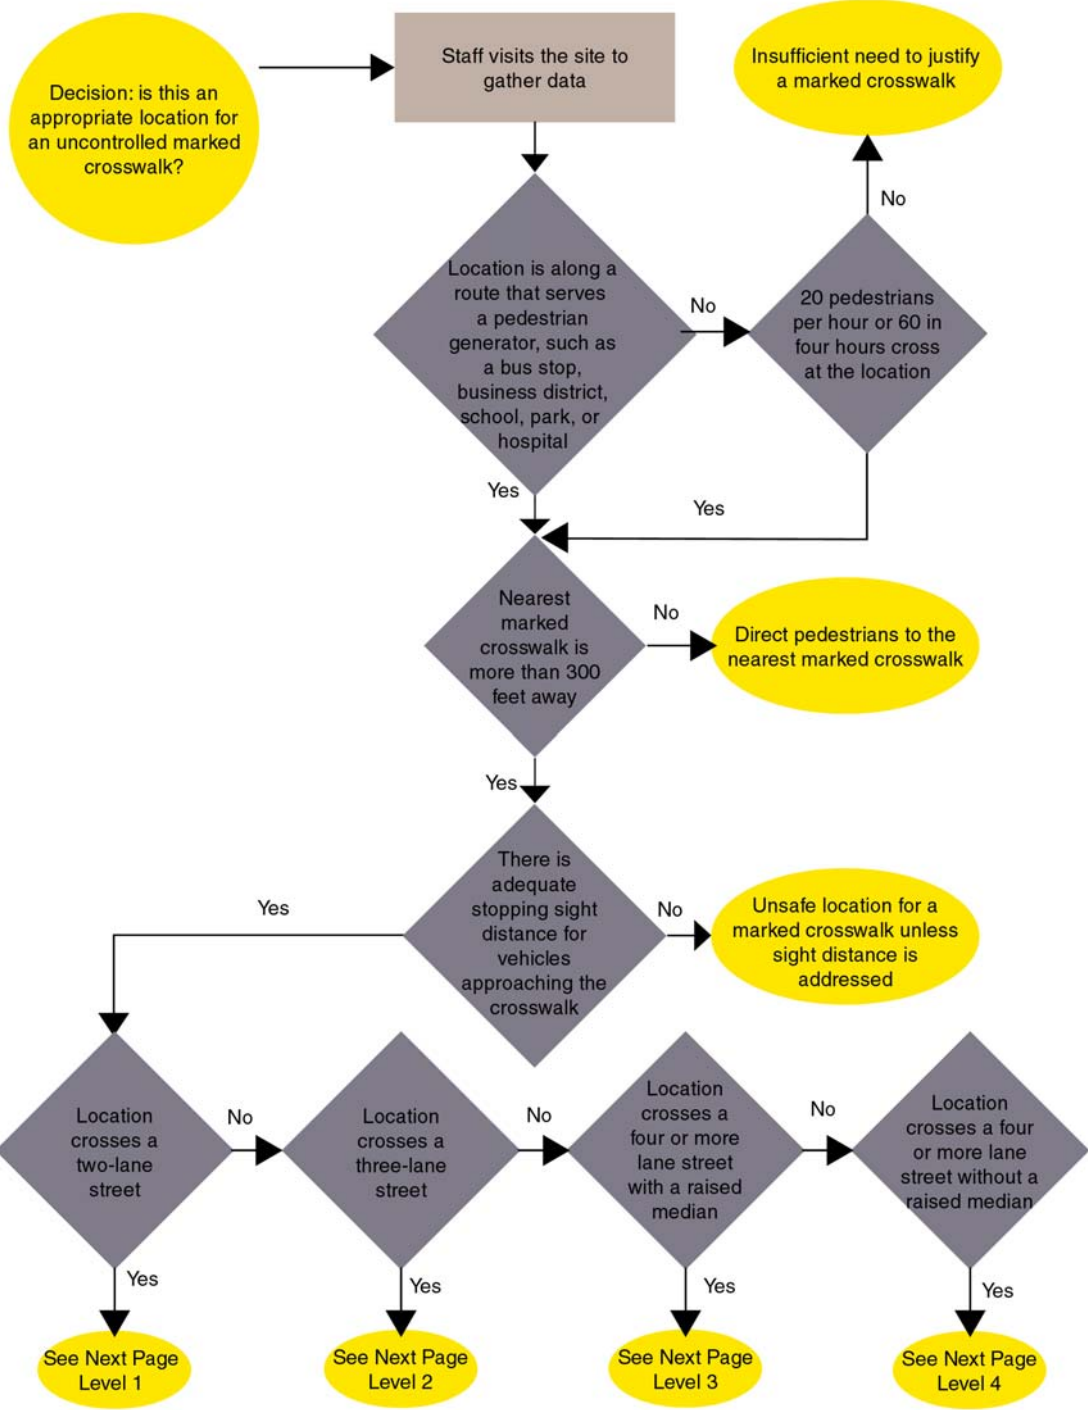 Decision: is this an
appropriate location for
an uncontrolled marked
crosswalk?
Staff visits the site to
gather data
Insufficient need to justify
a marked crosswalk
No
Location is along a
route that serves
a pedestrian
generator, such as
a bus stop,
business district,
school, park, or
hospital
No
20 pedestrians
per hour or 60 in
four hours cross
at the location
Yes
Yes
Nearest
marked
crosswalk is
more than 300
feet away
No
Direct pedestrians to the
nearest marked crosswalk
Yes
There is
adequate
stopping sight
distance for
vehicles
approaching the
crosswalk
No
Unsafe location for a
marked crosswalk unless
sight distance is
addressed
Yes
Location
crosses a
two-lane
street
No
Location
crosses a
three-lane
street
No
Location
crosses a
four or more
lane street
with a raised
median
No
Location
crosses a four
or more lane
street without a
raised median
Yes
Yes
Yes
Yes
See Next Page
Level 1
See Next Page
Level 2
See Next Page
Level 3
See Next Page
Level 4